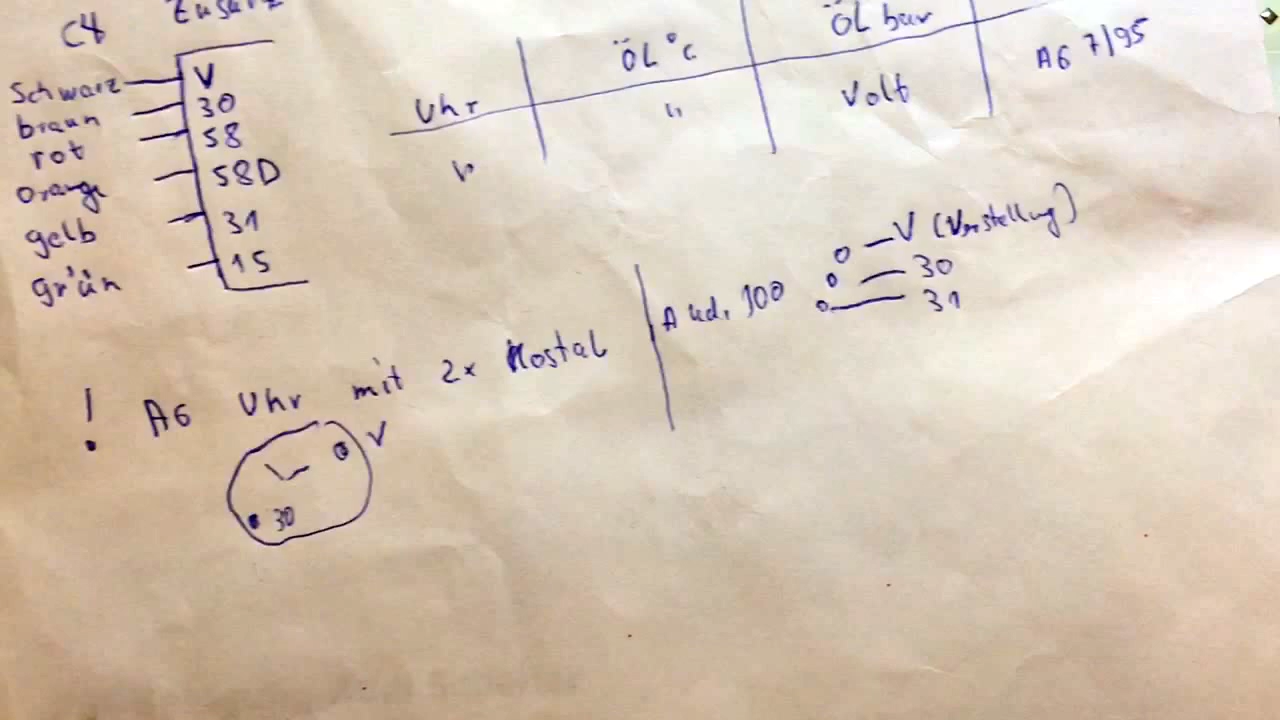 C4 Zusatz
Schwarz V
braun 30
rot 58
orange 58D
gelb 31
grün 15
Uhr ÖL °C ÖL bar
" " Volt A6 7/95
Audi 100
V (Verstellung)
30
31
! A6 Uhr mit 2x Kostal
V
30